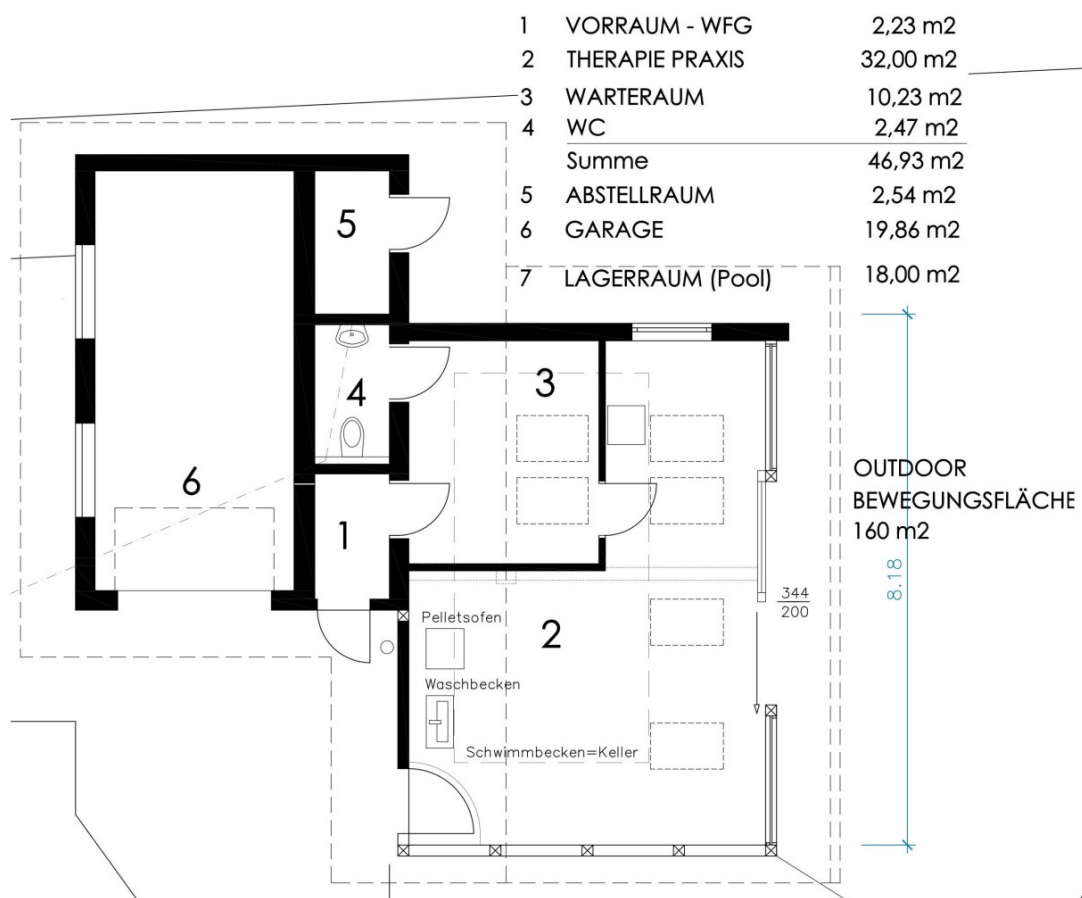 1 VORRAUM - WFG 2,23 m2
2 THERAPIE PRAXIS 32,00 m2
3 WARTERAUM 10,23 m2
4 WC 2,47 m2
Summe 46,93 m2
5 ABSTELLRAUM 2,54 m2
6 GARAGE 19,86 m2
7 LAGERRAUM (Pool) 18,00 m2
5
4
3
6
1
OUTDOOR
BEWEGUNGSFLÄCHE
160 m2
8.18
344
200
Pelletsofen
2
Waschbecken
Schwimmbecken=Keller